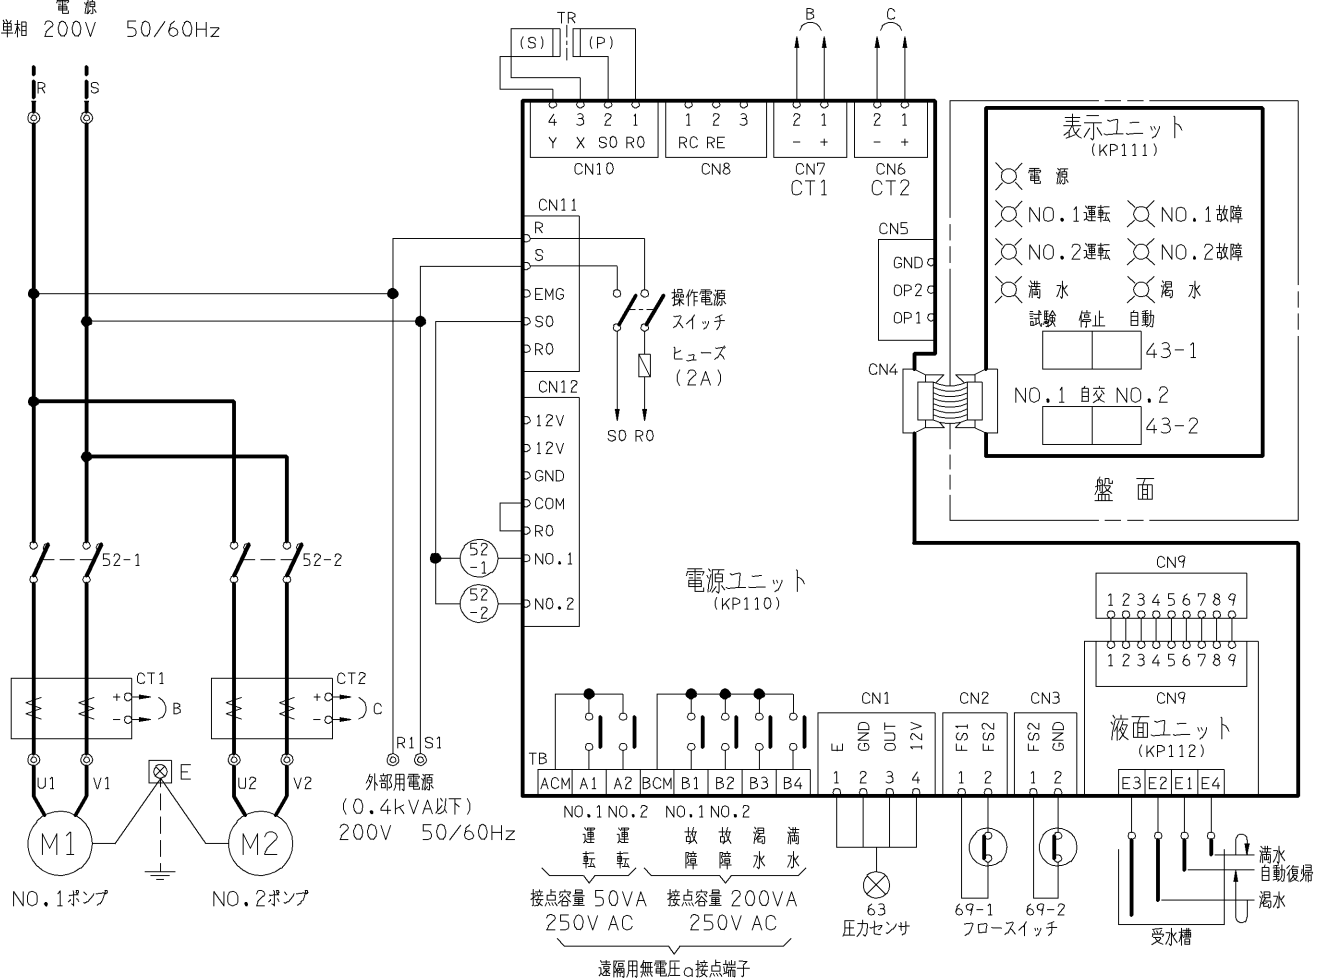 電 源
単相 200V 50/60Hz
R S
TR
(S) (P)
B C
4 3 2 1
Y X S0 R0
CN10
1 2 3
RC RE
CN8
2 1
- +
CN7
CT1
2 1
- +
CN6
CT2
表示ユニット
(KP111)
電 源
NO.1運転 NO.1故障
NO.2運転 NO.2故障
満 水 渇 水
試験 停止 自動
43-1
NO.1 自交 NO.2
43-2
盤 面
CN5
GND
OP2
OP1
CN4
CN11
R
S
EMG
S0
R0
操作電源
スイッチ
ヒューズ
(2A)
S0 R0
CN12
12V
12V
GND
COM
R0
NO.1
NO.2
52
-1
52
-2
52-1 52-2
電源ユニット
(KP110)
CN9
1 2 3 4 5 6 7 8 9
1 2 3 4 5 6 7 8 9
CN9
液面ユニット
(KP112)
E3 E2 E1 E4
CT1
+
-
B
CT2
+
-
C
U1 V1 E U2 V2
M1 M2
NO.1ポンプ NO.2ポンプ
R1 S1
外部用電源
(0.4kVA以下)
200V 50/60Hz
TB
ACM A1 A2 BCM B1 B2 B3 B4
NO.1 NO.2 NO.1 NO.2
運転 運転 故障 故障 渇水 満水
接点容量 50VA
250V AC
接点容量 200VA
250V AC
遠隔用無電圧a接点端子
CN1
E GND OUT 12V
1 2 3 4
63
圧力センサ
CN2
FS1 FS2
1 2
CN3
FS2 GND
1 2
69-1 69-2
フロースイッチ
満水
自動復帰
渇水
受水槽